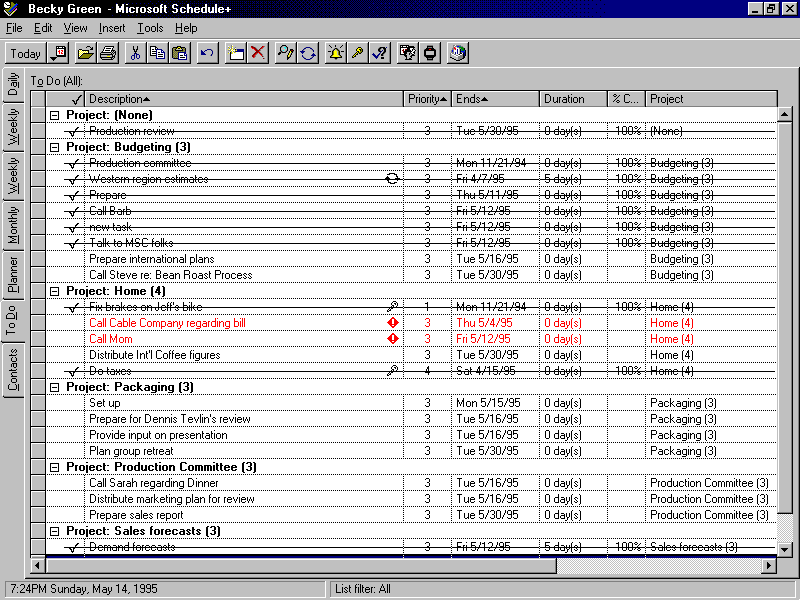 Becky Green - Microsoft Schedule+
File Edit View Insert Tools Help
Today
To Do (All):
Description Priority Ends Duration % C... Project
Project: (None)
Production review 3 Tue 5/30/95 0 day(s) 100% (None)
Project: Budgeting (3)
Production committee 3 Mon 11/21/94 0 day(s) 100% Budgeting (3)
Western region estimates 3 Fri 4/7/95 5 day(s) 100% Budgeting (3)
Prepare 3 Thu 5/11/95 0 day(s) 100% Budgeting (3)
Call Barb 3 Fri 5/12/95 0 day(s) 100% Budgeting (3)
new task 3 Fri 5/12/95 0 day(s) 100% Budgeting (3)
Talk to MSC folks 3 Fri 5/12/95 0 day(s) 100% Budgeting (3)
Prepare international plans 3 Tue 5/16/95 0 day(s) Budgeting (3)
Call Steve re: Bean Roast Process 3 Tue 5/30/95 0 day(s) Budgeting (3)
Project: Home (4)
Fix brakes on Jeff's bike 1 Mon 11/21/94 0 day(s) 100% Home (4)
Call Cable Company regarding bill 3 Thu 5/4/95 0 day(s) Home (4)
Call Mom 3 Fri 5/12/95 0 day(s) Home (4)
Distribute Int'l Coffee figures 3 Tue 5/30/95 0 day(s) Home (4)
Do taxes 4 Sat 4/15/95 0 day(s) 100% Home (4)
Project: Packaging (3)
Set up 3 Mon 5/15/95 0 day(s) Packaging (3)
Prepare for Dennis Tevlin's review 3 Tue 5/16/95 0 day(s) Packaging (3)
Provide input on presentation 3 Tue 5/16/95 0 day(s) Packaging (3)
Plan group retreat 3 Tue 5/30/95 0 day(s) Packaging (3)
Project: Production Committee (3)
Call Sarah regarding Dinner 3 Tue 5/16/95 0 day(s) Production Committee (3)
Distribute marketing plan for review 3 Tue 5/16/95 0 day(s) Production Committee (3)
Prepare sales report 3 Tue 5/30/95 0 day(s) Production Committee (3)
Project: Sales forecasts (3)
Demand forecasts 3 Fri 5/12/95 5 day(s) 100% Sales forecasts (3)
Daily
Weekly
Weekly
Monthly
Planner
To Do
Contacts
7:24PM Sunday, May 14, 1995 List filter: All